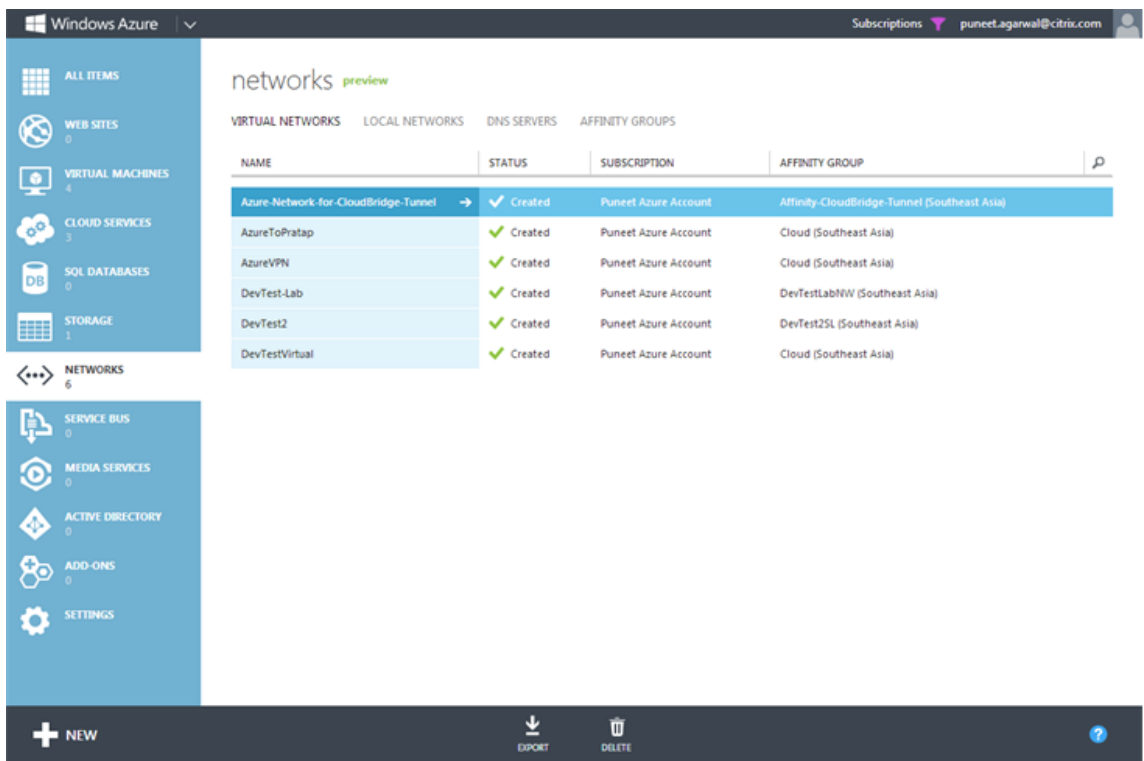 Windows Azure
Subscriptions puneet.agarwal@citrix.com
ALL ITEMS
WEB SITES
0
VIRTUAL MACHINES
4
CLOUD SERVICES
3
SQL DATABASES
0
STORAGE
1
NETWORKS
6
SERVICE BUS
0
MEDIA SERVICES
0
ACTIVE DIRECTORY
0
ADD-ONS
0
SETTINGS
DB
networks preview
VIRTUAL NETWORKS LOCAL NETWORKS DNS SERVERS AFFINITY GROUPS
NAME STATUS SUBSCRIPTION AFFINITY GROUP
Azure-Network-for-CloudBridge-Tunnel → Created Puneet Azure Account Affinity-CloudBridge-Tunnel (Southeast Asia)
AzureToPratap Created Puneet Azure Account Cloud (Southeast Asia)
AzureVPN Created Puneet Azure Account Cloud (Southeast Asia)
DevTest-Lab Created Puneet Azure Account DevTestLabNW (Southeast Asia)
DevTest2 Created Puneet Azure Account DevTest2SL (Southeast Asia)
DevTestVirtual Created Puneet Azure Account Cloud (Southeast Asia)
NEW
EXPORT
DELETE
?